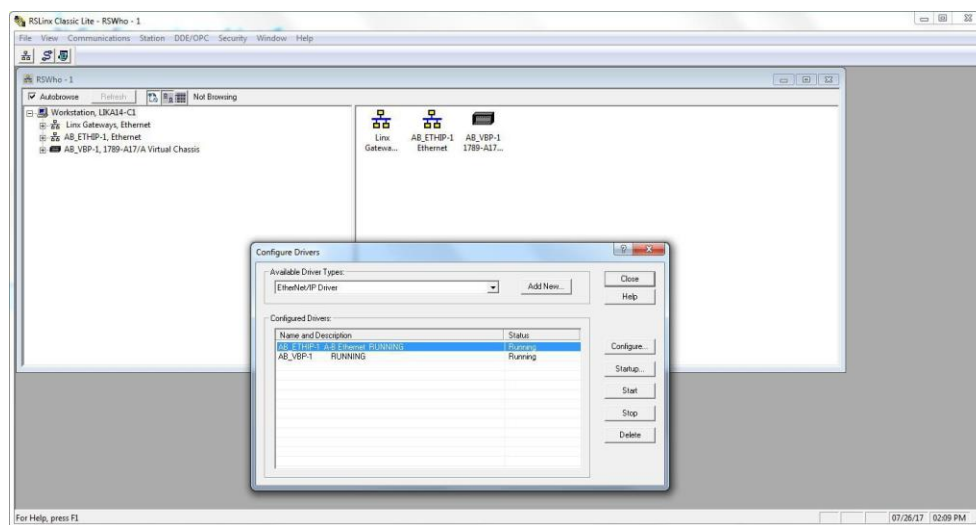 RSLinx Classic Lite - RSWho - 1
File View Communications Station DDE/OPC Security Window Help
RSWho - 1
Autobrowse Refresh Not Browsing
Workstation, LIKA14-C1
Linx Gateways, Ethernet
AB_ETHIP-1, Ethernet
AB_VBP-1, 1789-A17/A Virtual Chassis
Linx AB_ETHIP-1 AB_VBP-1
Gatewa... Ethernet 1789-A17...
Configure Drivers
Available Driver Types:
EtherNet/IP Driver Add New... Close
Help
Configured Drivers:
Name and Description Status
AB_ETHIP-1 A-B Ethernet RUNNING Running Configure...
AB_VBP-1 RUNNING Running
Startup...
Start
Stop
Delete
For Help, press F1 07/26/17 02:09 PM